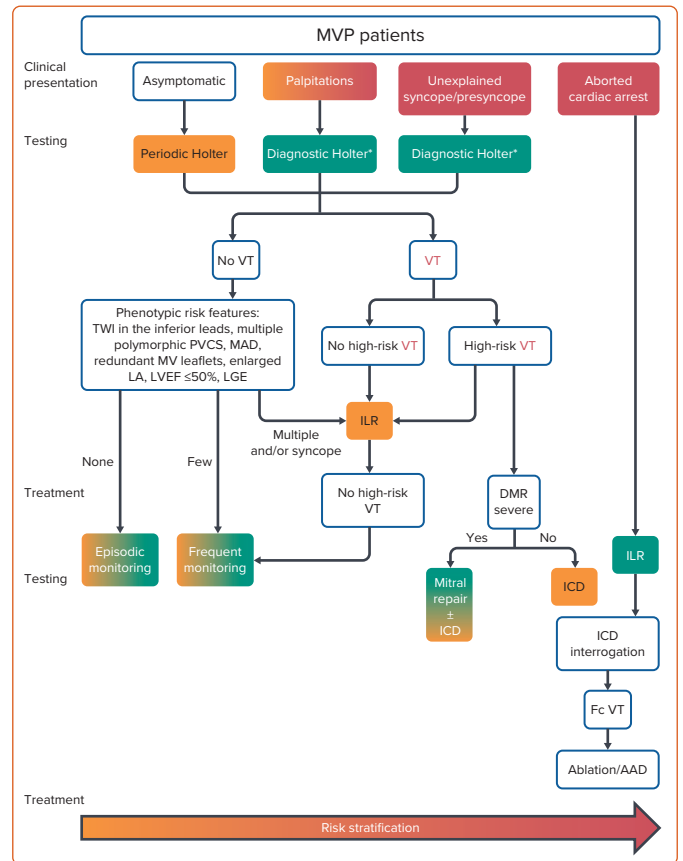 MVP patients
Clinical
presentation
Asymptomatic
Palpitations
Unexplained
syncope/presyncope
Aborted
cardiac arrest
Testing
Periodic Holter
Diagnostic Holter*
Diagnostic Holter*
No VT
VT
Phenotypic risk features:
TWI in the inferior leads, multiple
polymorphic PVCS, MAD,
redundant MV leaflets, enlarged
LA, LVEF ≤50%, LGE
No high-risk VT
High-risk VT
ILR
Multiple
and/or syncope
None
Few
Treatment
No high-risk
VT
DMR
severe
Yes
No
Episodic
monitoring
Frequent
monitoring
ILR
Testing
Mitral
repair
±
ICD
ICD
ICD
interrogation
Fc VT
Ablation/AAD
Treatment
Risk stratification